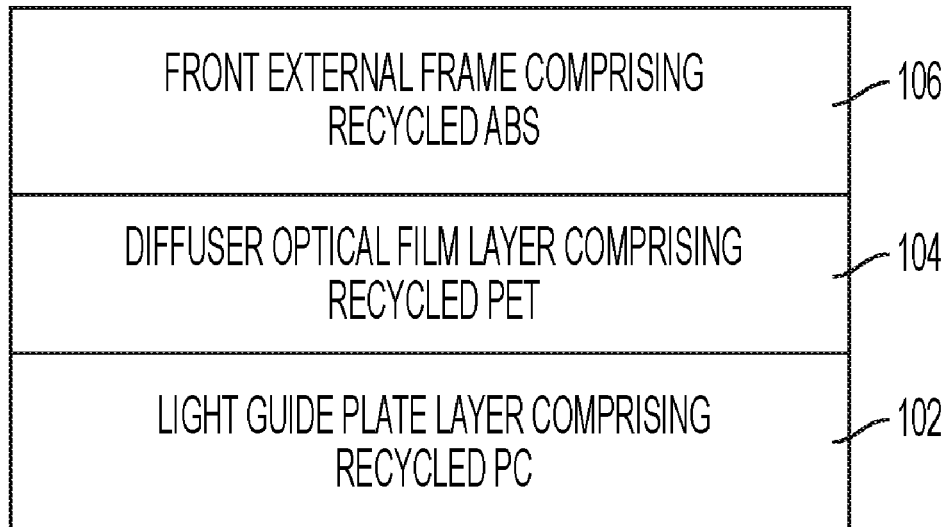 FRONT EXTERNAL FRAME COMPRISING
RECYCLED ABS
106
DIFFUSER OPTICAL FILM LAYER COMPRISING
RECYCLED PET
104
LIGHT GUIDE PLATE LAYER COMPRISING
RECYCLED PC
102